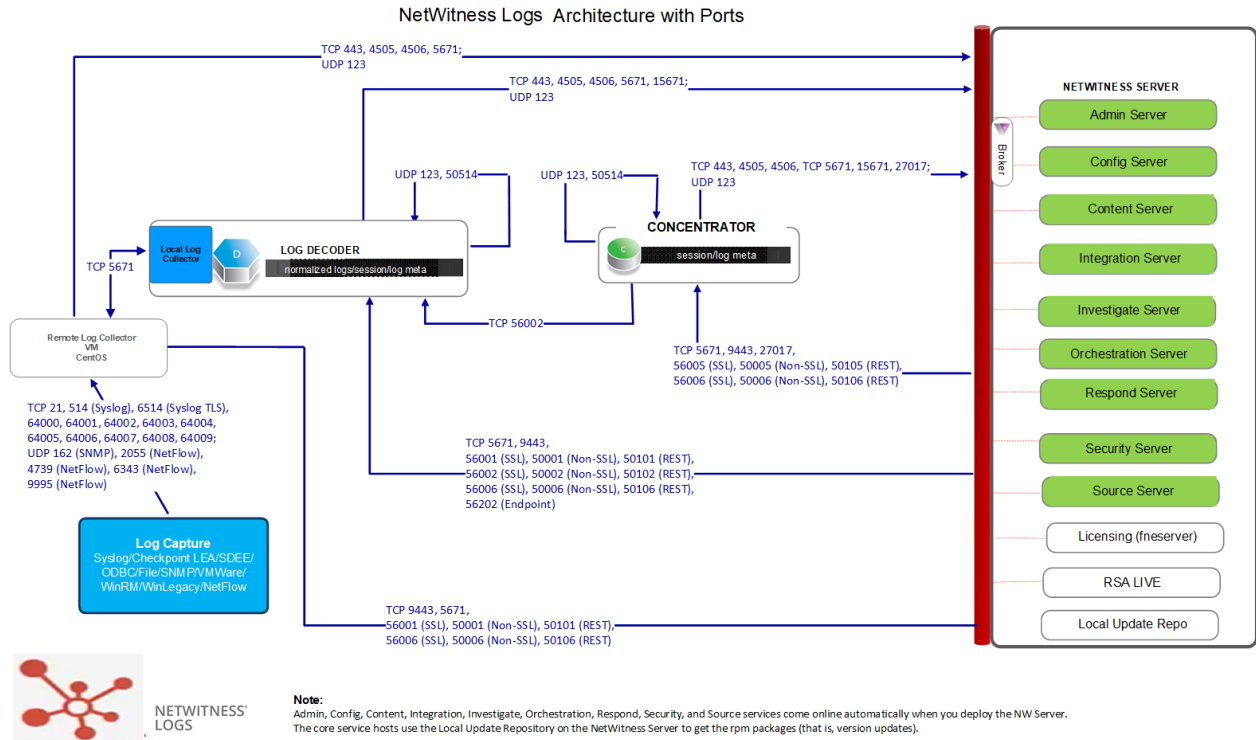 NetWitness Logs Architecture with Ports
TCP 443, 4505, 4506, 5671;
UDP 123
TCP 443, 4505, 4506, 5671, 15671;
UDP 123
UDP 123, 50514
UDP 123, 50514
TCP 443, 4505, 4506, TCP 5671, 15671, 27017;
UDP 123
Local Log
Collector
D
LOG DECODER
normalized logs/session/log meta
CONCENTRATOR
C
session/log meta
TCP 5671
TCP 56002
Remote Log Collector
VM
CentOS
TCP 5671, 9443, 27017,
56005 (SSL), 50005 (Non-SSL), 50105 (REST),
56006 (SSL), 50006 (Non-SSL), 50106 (REST)
TCP 21, 514 (Syslog), 6514 (Syslog TLS),
64000, 64001, 64002, 64003, 64004,
64005, 64006, 64007, 64008, 64009;
UDP 162 (SNMP), 2055 (NetFlow),
4739 (NetFlow), 6343 (NetFlow),
9995 (NetFlow)
TCP 5671, 9443,
56001 (SSL), 50001 (Non-SSL), 50101 (REST),
56002 (SSL), 50002 (Non-SSL), 50102 (REST),
56006 (SSL), 50006 (Non-SSL), 50106 (REST),
56202 (Endpoint)
Log Capture
Syslog/Checkpoint LEA/SDEE/
ODBC/File/SNMP/VMWare/
WinRM/WinLegacy/NetFlow
TCP 9443, 5671,
56001 (SSL), 50001 (Non-SSL), 50101 (REST),
56006 (SSL), 50006 (Non-SSL), 50106 (REST)
Broker
NETWITNESS SERVER
Admin Server
Config Server
Content Server
Integration Server
Investigate Server
Orchestration Server
Respond Server
Security Server
Source Server
Licensing (fneserver)
RSA LIVE
Local Update Repo
NETWITNESS®
LOGS
Note:
Admin, Config, Content, Integration, Investigate, Orchestration, Respond, Security, and Source services come online automatically when you deploy the NW Server.
The core service hosts use the Local Update Repository on the NetWitness Server to get the rpm packages (that is, version updates).